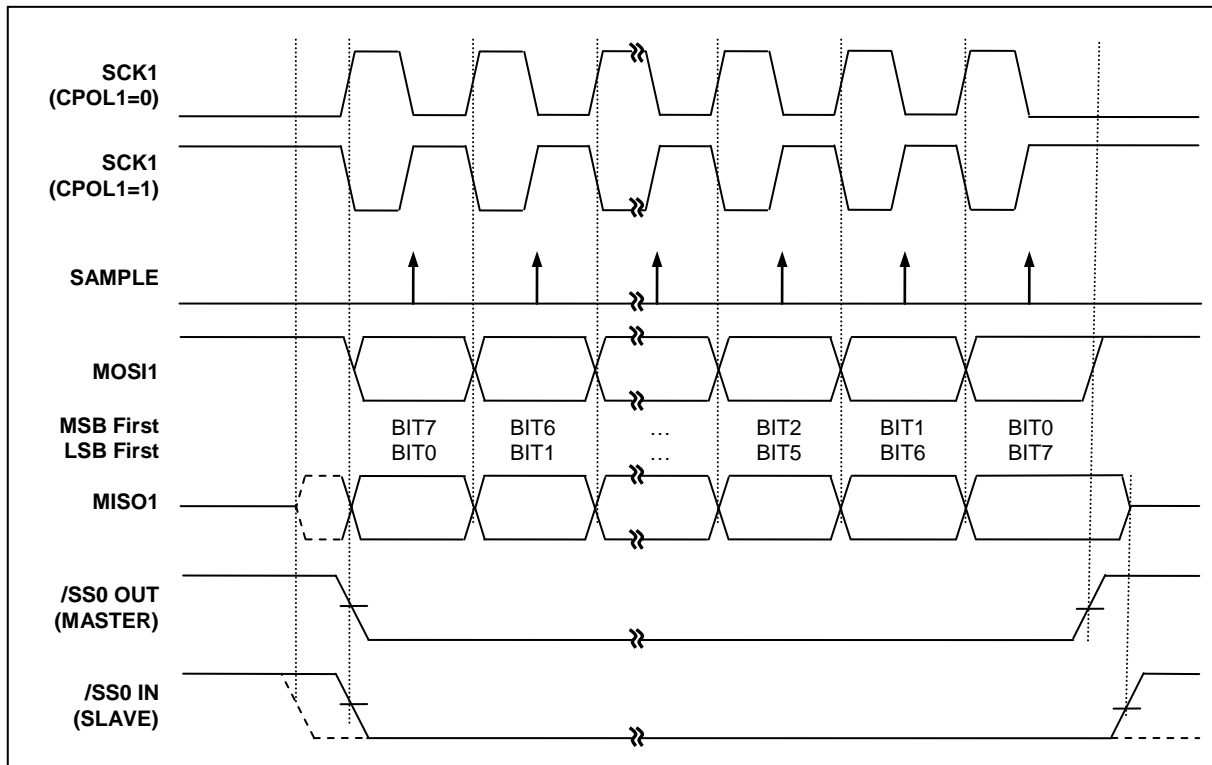 SCK1
(CPOL1=0)
SCK1
(CPOL1=1)
SAMPLE
MOSI1
MSB First BIT7 BIT6 … BIT2 BIT1 BIT0
LSB First BIT0 BIT1 … BIT5 BIT6 BIT7
MISO1
/SS0 OUT
(MASTER)
/SS0 IN
(SLAVE)